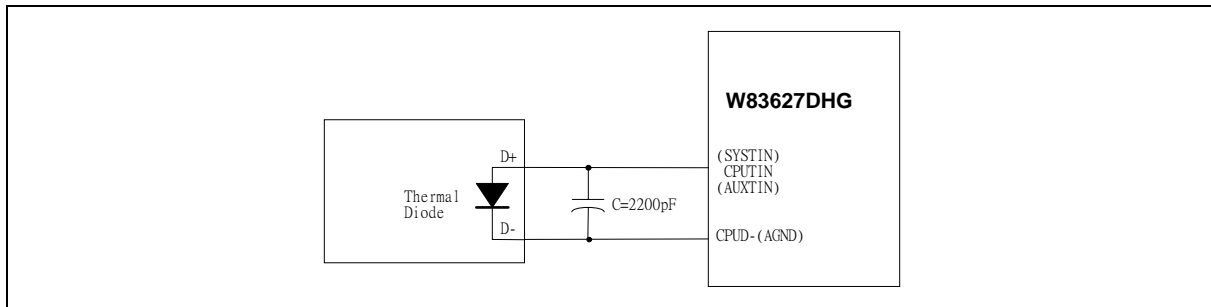 W83627DHG
D+
(SYSTIN)
CPUTIN
(AUXTIN)
Thermal
Diode
C=2200pF
D-
CPUD-(AGND)